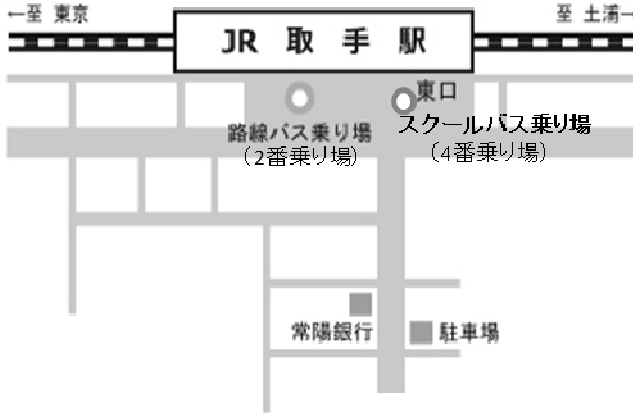 ←至 東京
至 土浦→
JR 取 手 駅
東口
路線バス乗り場
(2番乗り場)
スクールバス乗り場
(4番乗り場)
常陽銀行
駐車場